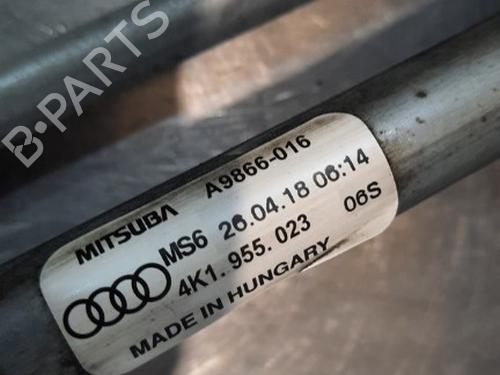 B-PARTS
MITSUBA A9866-016
MS6 26.04.18 06:14
4K1.955.023 06S
MADE IN HUNGARY